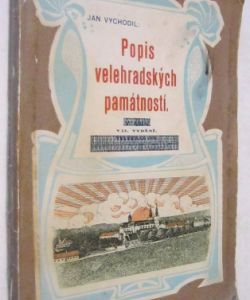 JAN VYCHODIL:
Popis
velehradských
památností.
VII. VYDÁNÍ.